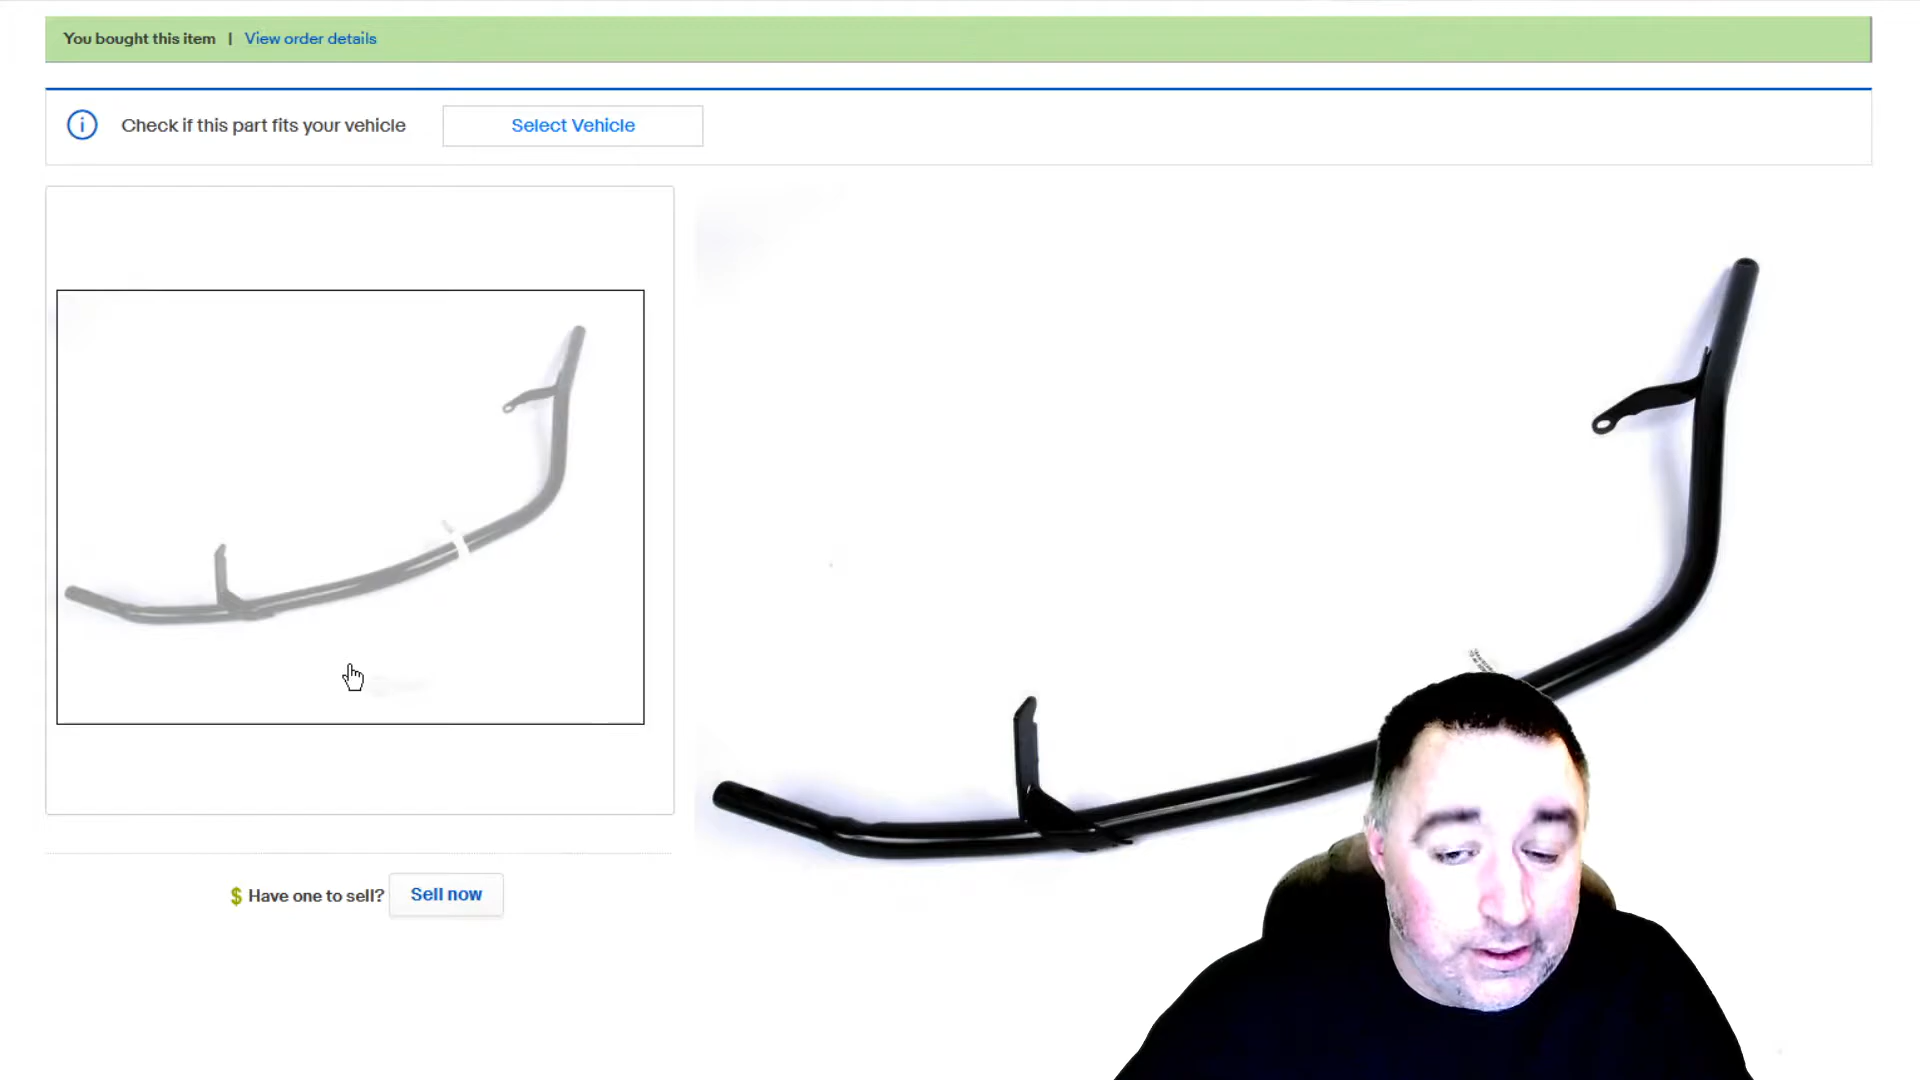 You bought this item | View order details
Check if this part fits your vehicle
Select Vehicle
$ Have one to sell? Sell now